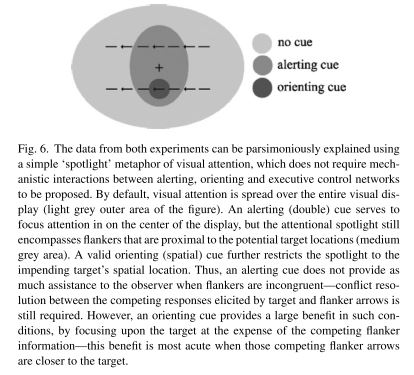 no cue
alerting cue
orienting cue
Fig. 6. The data from both experiments can be parsimoniously explained using
a simple ‘spotlight’ metaphor of visual attention, which does not require mech-
anistic interactions between alerting, orienting and executive control networks
to be proposed. By default, visual attention is spread over the entire visual dis-
play (light grey outer area of the figure). An alerting (double) cue serves to
focus attention in on the center of the display, but the attentional spotlight still
encompasses flankers that are proximal to the potential target locations (medium
grey area). A valid orienting (spatial) cue further restricts the spotlight to the
impending target’s spatial location. Thus, an alerting cue does not provide as
much assistance to the observer when flankers are incongruent—conflict reso-
lution between the competing responses elicited by target and flanker arrows is
still required. However, an orienting cue provides a large benefit in such con-
ditions, by focusing upon the target at the expense of the competing flanker
information—this benefit is most acute when those competing flanker arrows
are closer to the target.